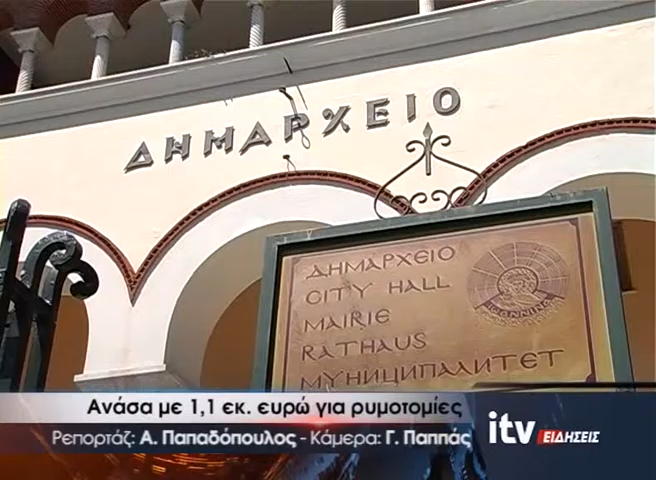 ΔΗΜΑΡΧΕΙΟ
ΔΗΜΑΡΧΕΙΟ
CITY HALL
MAIRIE
RATHAUS
МУНИЦИПАЛИТЕТ
Ανάσα με 1,1 εκ. ευρώ για ρυμοτομίες
Ρεπορτάζ: Α. Παπαδόπουλος - Κάμερα: Γ. Παππάς
itv ΕΙΔΗΣΕΙΣ